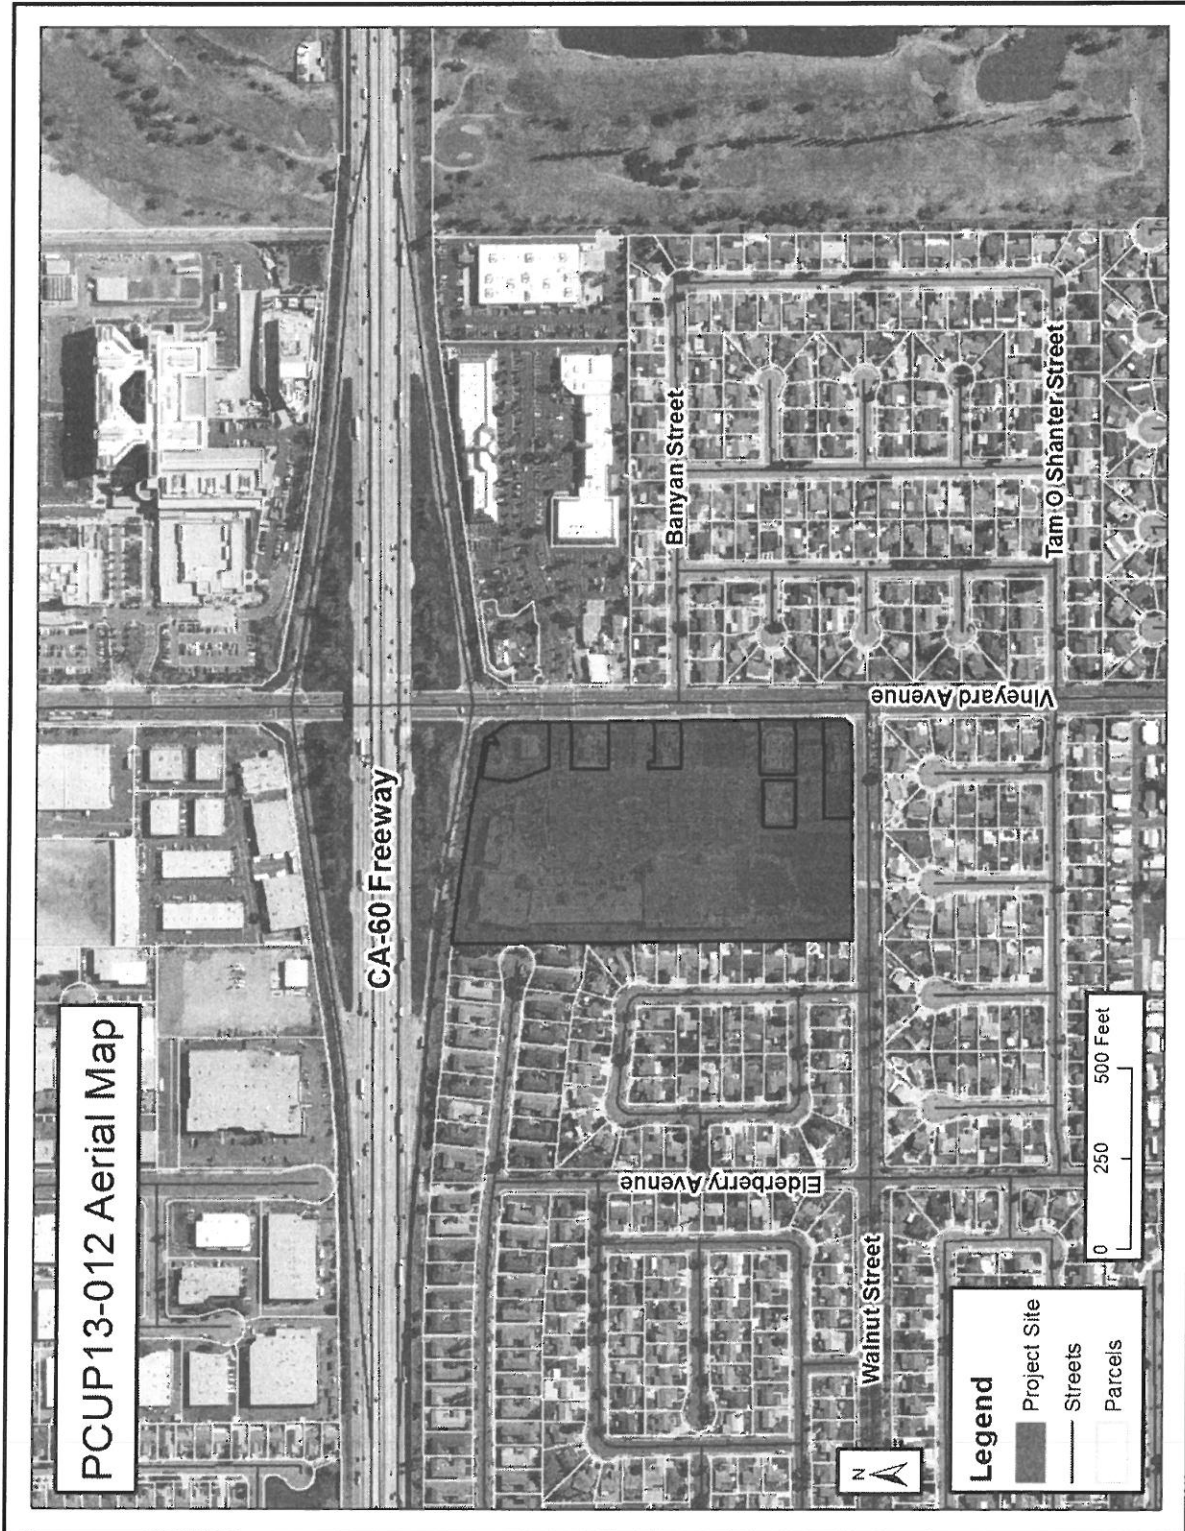 PCUP13-012 Aerial Map
CA-60 Freeway
Banyan Street
Tam O Shanter Street
Vineyard Avenue
Elderberry Avenue
Walnut Street
0 250 500 Feet
N
Legend
Project Site
Streets
Parcels